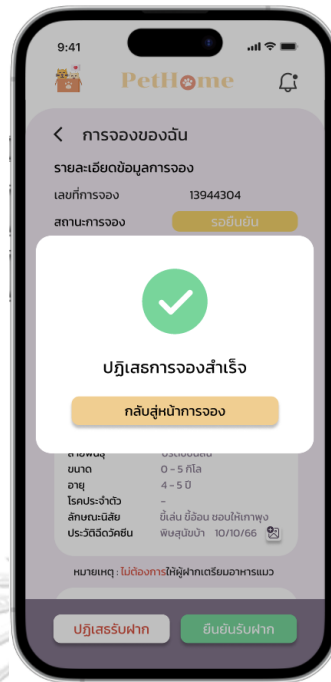 9:41
PetHome
การจองของฉัน
รายละเอียดข้อมูลการจอง
เลขที่การจอง 13944304
สถานะการจอง รอยืนยัน
ปฏิเสธการจองสำเร็จ
กลับสู่หน้าการจอง
สายพันธุ์
ขนาด 0 - 5 กิโล
อายุ 4 - 5 ปี
โรคประจำตัว -
ลักษณะนิสัย ขี้เล่น ขี้อ้อน ชอบให้เกาพุง
ประวัติฉีดวัคซีน พิษสุนัขบ้า 10/10/66
หมายเหตุ : ไม่ต้องการให้ผู้ฝากเตรียมอาหารแมว
ปฏิเสธรับฝาก ยืนยันรับฝาก